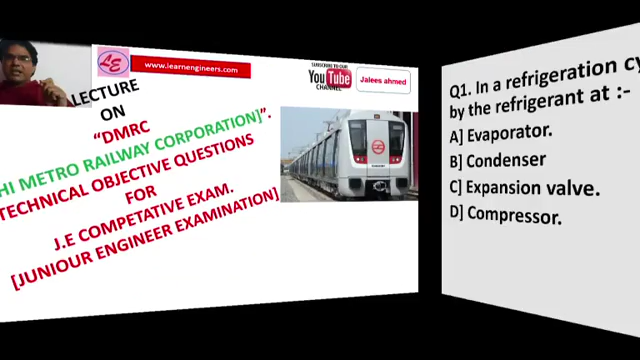 LE
www.learnengineers.com
SUBSCRIBE TO OUR
YouTube
CHANNEL
Jalees ahmed
LECTURE
ON
“DMRC
HI METRO RAILWAY CORPORATION]”.
TECHNICAL OBJECTIVE QUESTIONS
FOR
J.E COMPETATIVE EXAM.
[JUNIOUR ENGINEER EXAMINATION]
Q1. In a refrigeration cy
by the refrigerant at :-
A] Evaporator.
B] Condenser
C] Expansion valve.
D] Compressor.